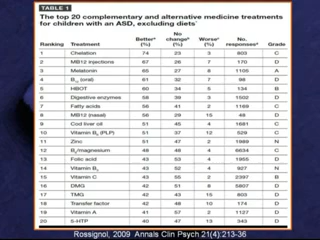 TABLE 1
The top 20 complementary and alternative medicine treatments
for children with an ASD, excluding diets
Ranking Treatment Better (%) No change (%) Worse (%) No. responses Grade
1 Chelation 74 23 3 803 C
2 MB12 injections 67 26 7 170 D
3 Melatonin 65 27 8 1105 A
4 B12 (oral) 61 32 7 98 D
5 HBOT 60 34 5 134 B
6 Digestive enzymes 58 39 3 1502 D
7 Fatty acids 56 41 2 1169 C
8 MB12 (nasal) 56 29 15 48 D
9 Cod liver oil 51 45 4 1681 C
10 Vitamin B6 (PLP) 51 37 12 529 C
11 Zinc 51 47 2 1989 N
12 B6/magnesium 48 48 4 6634 C
13 Folic acid 43 53 4 1955 D
14 Vitamin B3 43 52 4 927 N
15 Vitamin C 43 55 2 2397 B
16 DMG 42 51 8 5807 D
17 TMG 42 43 15 803 D
18 Transfer factor 42 48 10 174 D
19 Vitamin A 41 57 2 1127 D
20 5-HTP 40 47 13 343 D
Rossignol, 2009 Annals Clin Psych 21(4):213-36